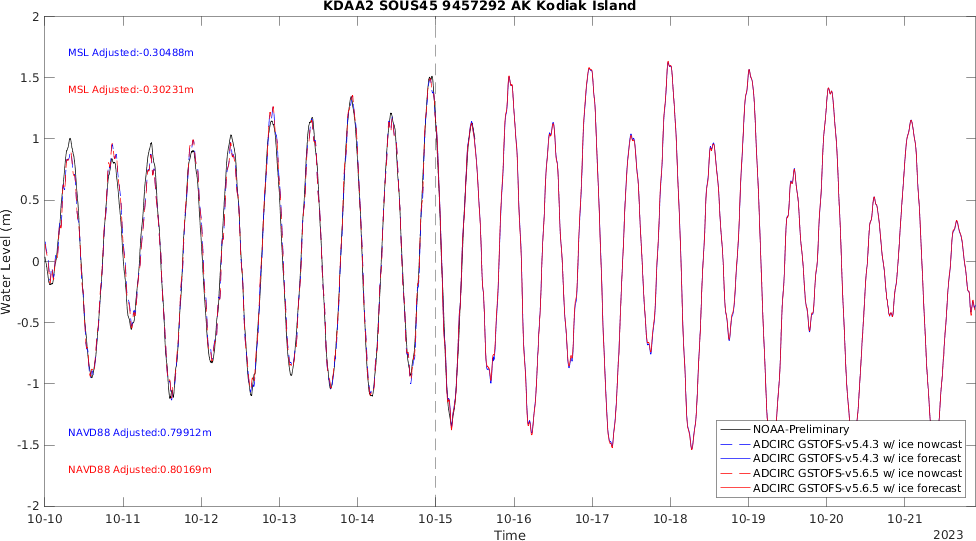 KDAA2 SOUS45 9457292 AK Kodiak Island
MSL Adjusted:-0.30488m
MSL Adjusted:-0.30231m
NAVD88 Adjusted:0.79912m
NAVD88 Adjusted:0.80169m
Water Level (m)
2
1.5
1
0.5
0
-0.5
-1
-1.5
-2
NOAA-Preliminary
ADCIRC GSTOFS-v5.4.3 w/ ice nowcast
ADCIRC GSTOFS-v5.4.3 w/ ice forecast
ADCIRC GSTOFS-v5.6.5 w/ ice nowcast
ADCIRC GSTOFS-v5.6.5 w/ ice forecast
10-10 10-11 10-12 10-13 10-14 10-15 10-16 10-17 10-18 10-19 10-20 10-21
Time
2023